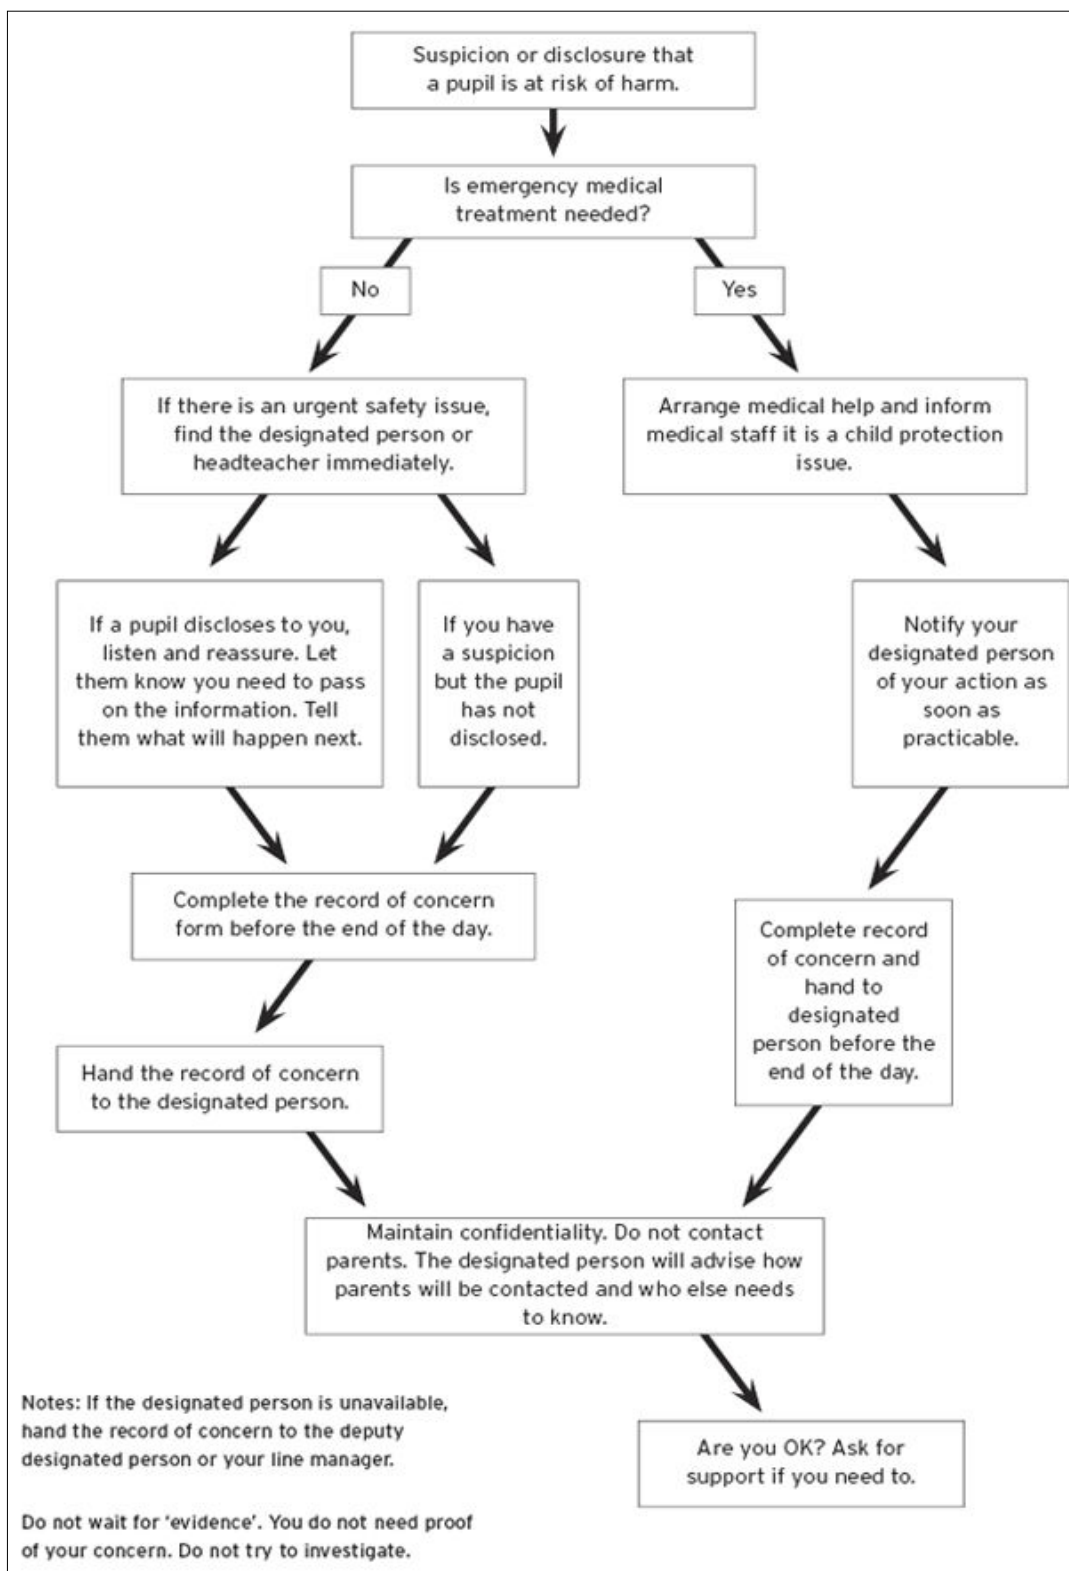 Suspicion or disclosure that
a pupil is at risk of harm.
Is emergency medical
treatment needed?
No
Yes
If there is an urgent safety issue,
find the designated person or
headteacher immediately.
Arrange medical help and inform
medical staff it is a child protection
issue.
If a pupil discloses to you,
listen and reassure. Let
them know you need to pass
on the information. Tell
them what will happen next.
If you have
a suspicion
but the pupil
has not
disclosed.
Notify your
designated person
of your action as
soon as
practicable.
Complete the record of concern
form before the end of the day.
Complete record
of concern and
hand to
designated
person before the
end of the day.
Hand the record of concern
to the designated person.
Maintain confidentiality. Do not contact
parents. The designated person will advise how
parents will be contacted and who else needs
to know.
Notes: If the designated person is unavailable,
hand the record of concern to the deputy
designated person or your line manager.
Do not wait for ‘evidence’. You do not need proof
of your concern. Do not try to investigate.
Are you OK? Ask for
support if you need to.